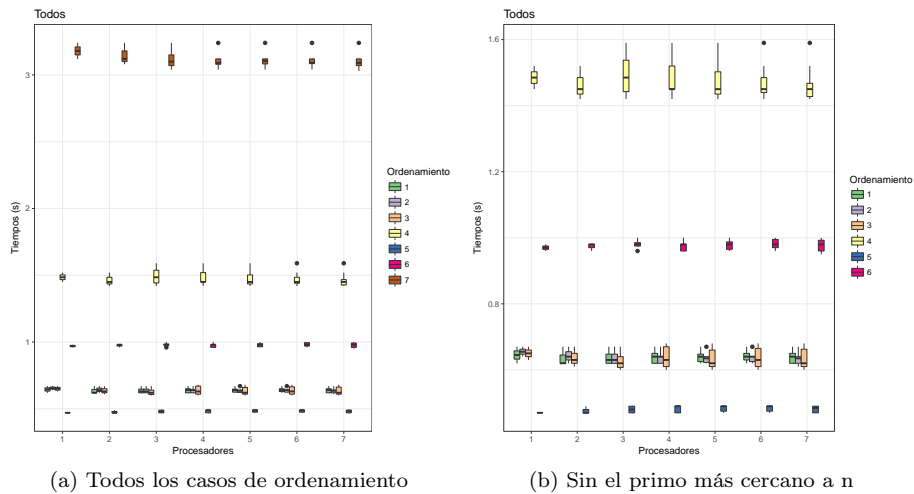 Todos
Tiempos (s)
3
2
1
1 2 3 4 5 6 7
Procesadores
Ordenamiento
1
2
3
4
5
6
7
(a) Todos los casos de ordenamiento
Todos
Tiempos (s)
1.6
1.2
0.8
1 2 3 4 5 6 7
Procesadores
Ordenamiento
1
2
3
4
5
6
(b) Sin el primo más cercano a n